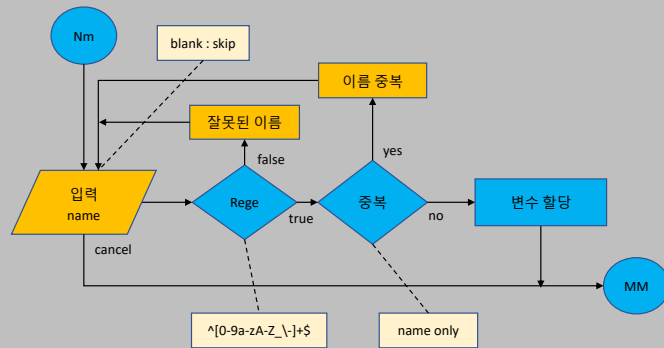 Nm
blank : skip
이름 중복
잘못된 이름
false
yes
입력
name
Rege
true
중복
no
변수 할당
cancel
MM
^[0-9a-zA-Z_\-]+$
name only